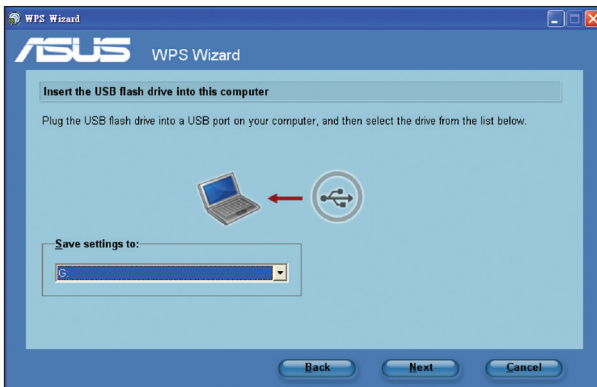 WPS Wizard
ASUS WPS Wizard
Insert the USB flash drive into this computer
Plug the USB flash drive into a USB port on your computer, and then select the drive from the list below.
Save settings to:
G:
Back Next Cancel